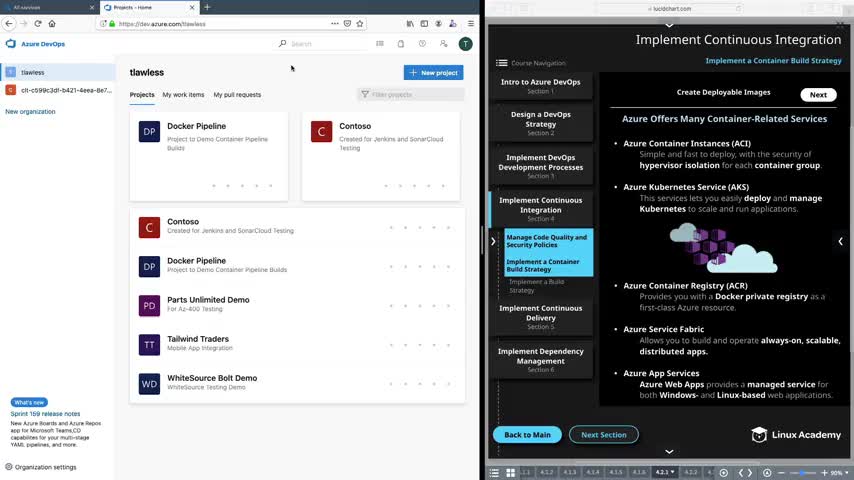 All services
Projects - Home
https://dev.azure.com/tlawless
Azure DevOps
Search
T
tlawless
clt-c599c3df-b421-4eea-8e7...
New organization
What's new
Sprint 159 release notes
New Azure Boards and Azure Repos
app for Microsoft Teams,CD
capabilites for your multi-stage
YAML pipelines, and more.
Organization settings
tlawless
New project
Projects
My work items
My pull requests
Filter projects
DP
Docker Pipeline
Project to Demo Container Pipeline
Builds
C
Contoso
Created for Jenkins and SonarCloud
Testing
C
Contoso
Created for Jenkins and SonarCloud Testing
DP
Docker Pipeline
Project to Demo Container Pipeline Builds
PD
Parts Unlimited Demo
For Az-400 Testing
TT
Tailwind Traders
Mobile App Integration
WD
WhiteSource Bolt Demo
WhiteSource Testing Demo
lucidchart.com
Implement Continuous Integration
Implement a Container Build Strategy
Course Navigation
Intro to Azure DevOps
Section 1
Design a DevOps
Strategy
Section 2
Implement DevOps
Development Processes
Section 3
Implement Continuous
Integration
Section 4
Manage Code Quality and
Security Policies
Implement a Container
Build Strategy
Implement a Build
Strategy
Implement Continuous
Delivery
Section 5
Implement Dependency
Management
Section 6
Create Deployable Images
Next
Azure Offers Many Container-Related Services
• Azure Container Instances (ACI)
Simple and fast to deploy, with the security of
hypervisor isolation for each container group.
• Azure Kubernetes Service (AKS)
This services lets you easily deploy and manage
Kubernetes to scale and run applications.
• Azure Container Registry (ACR)
Provides you with a Docker private registry as a
first-class Azure resource.
• Azure Service Fabric
Allows you to build and operate always-on, scalable,
distributed apps.
• Azure App Services
Azure Web Apps provides a managed service for
both Windows- and Linux-based web applications.
Back to Main
Next Section
Linux Academy
4.1.2
4.1.3
4.1.4
4.1.5
4.1.6
4.2.1
4.2.2
90%